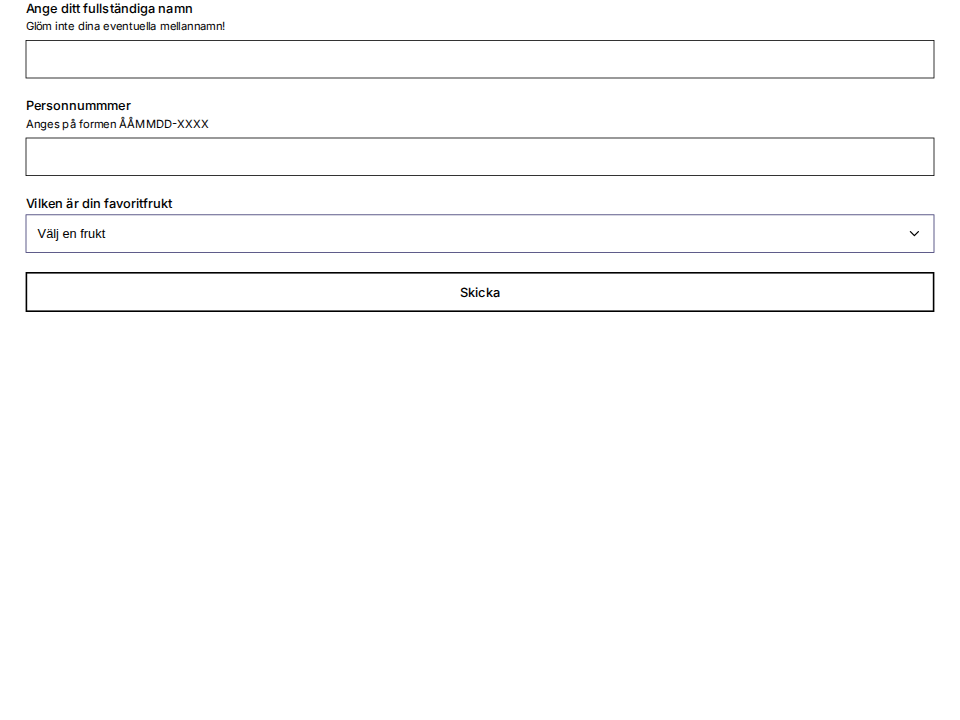 Ange ditt fullständiga namn
Glöm inte dina eventuella mellannamn!
Personnummmer
Anges på formen ÅÅMMDD-XXXX
Vilken är din favoritfrukt
Välj en frukt
Skicka